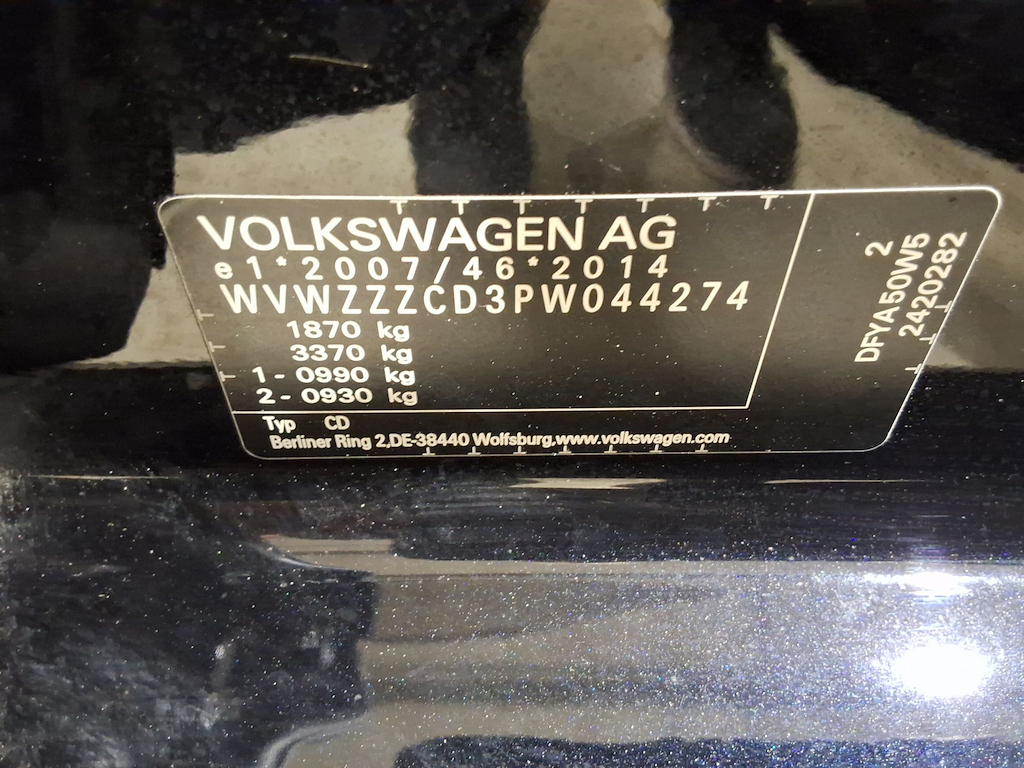 VOLKSWAGEN AG
e1*2007/46*2014
WVWZZZCD3PW044274
1870 kg
3370 kg
1- 0990 kg
2- 0930 kg
Typ CD
Berliner Ring 2,DE-38440 Wolfsburg,www.volkswagen.com
2
DFYA50W5
2420282